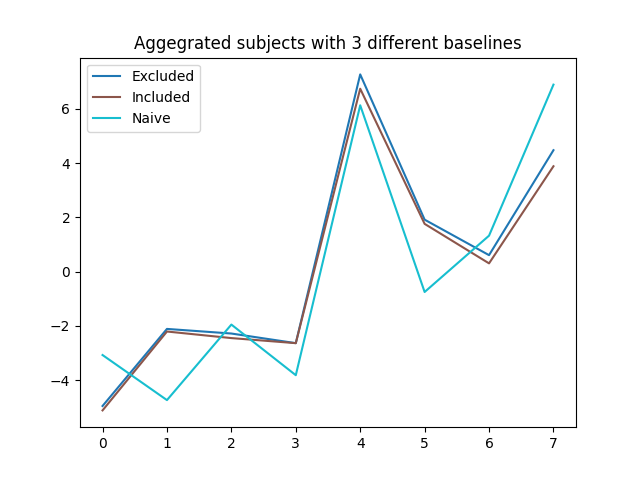 Aggegrated subjects with 3 different baselines
Excluded
Included
Naive
6
4
2
0
−2
−4
0 1 2 3 4 5 6 7